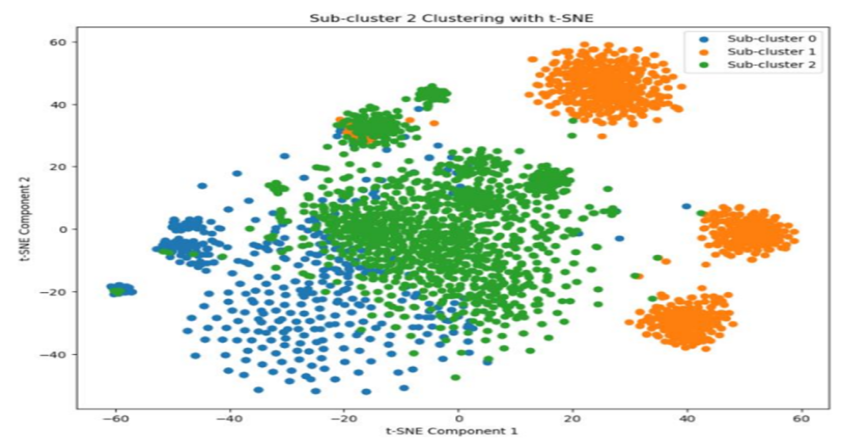 Sub-cluster 2 Clustering with t-SNE
Sub-cluster 0
Sub-cluster 1
Sub-cluster 2
60
40
20
0
−20
−40
t-SNE Component 2
−60
−40
−20
0
20
40
60
t-SNE Component 1